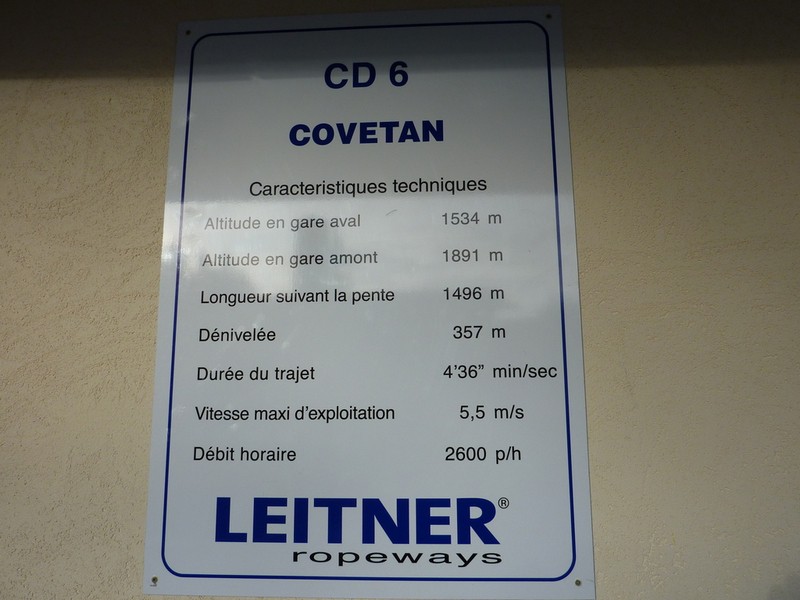 CD 6
COVETAN
Caracteristiques techniques
Altitude en gare aval 1534 m
Altitude en gare amont 1891 m
Longueur suivant la pente 1496 m
Dénivelée 357 m
Durée du trajet 4'36" min/sec
Vitesse maxi d'exploitation 5,5 m/s
Débit horaire 2600 p/h
LEITNER®
ropeways